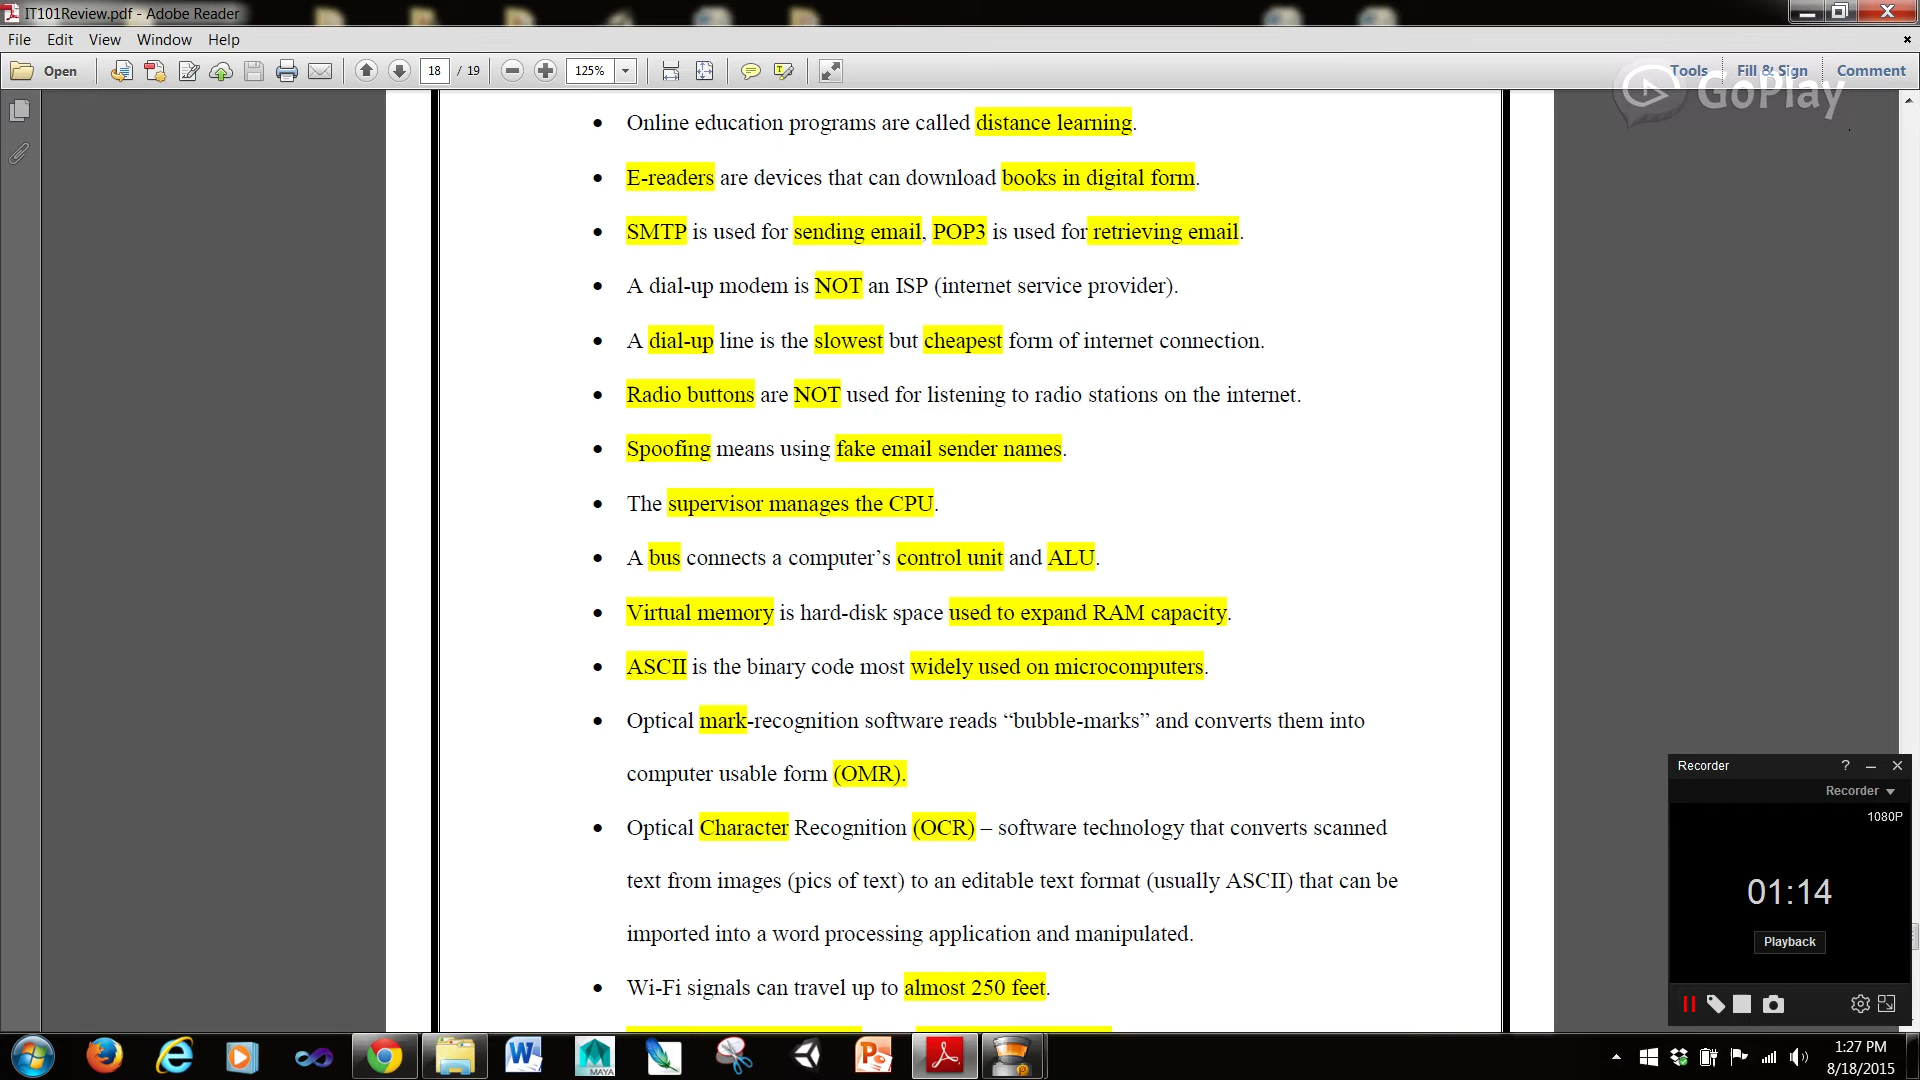 IT101Review.pdf - Adobe Reader
File Edit View Window Help
Open 18 / 19 125% Tools Fill & Sign Comment
GoPlay
• Online education programs are called distance learning.
• E-readers are devices that can download books in digital form.
• SMTP is used for sending email, POP3 is used for retrieving email.
• A dial-up modem is NOT an ISP (internet service provider).
• A dial-up line is the slowest but cheapest form of internet connection.
• Radio buttons are NOT used for listening to radio stations on the internet.
• Spoofing means using fake email sender names.
• The supervisor manages the CPU.
• A bus connects a computer’s control unit and ALU.
• Virtual memory is hard-disk space used to expand RAM capacity.
• ASCII is the binary code most widely used on microcomputers.
• Optical mark-recognition software reads “bubble-marks” and converts them into
computer usable form (OMR).
• Optical Character Recognition (OCR) – software technology that converts scanned
text from images (pics of text) to an editable text format (usually ASCII) that can be
imported into a word processing application and manipulated.
• Wi-Fi signals can travel up to almost 250 feet.
Recorder ?
Recorder
1080P
01:14
Playback
MAYA
1:27 PM
8/18/2015